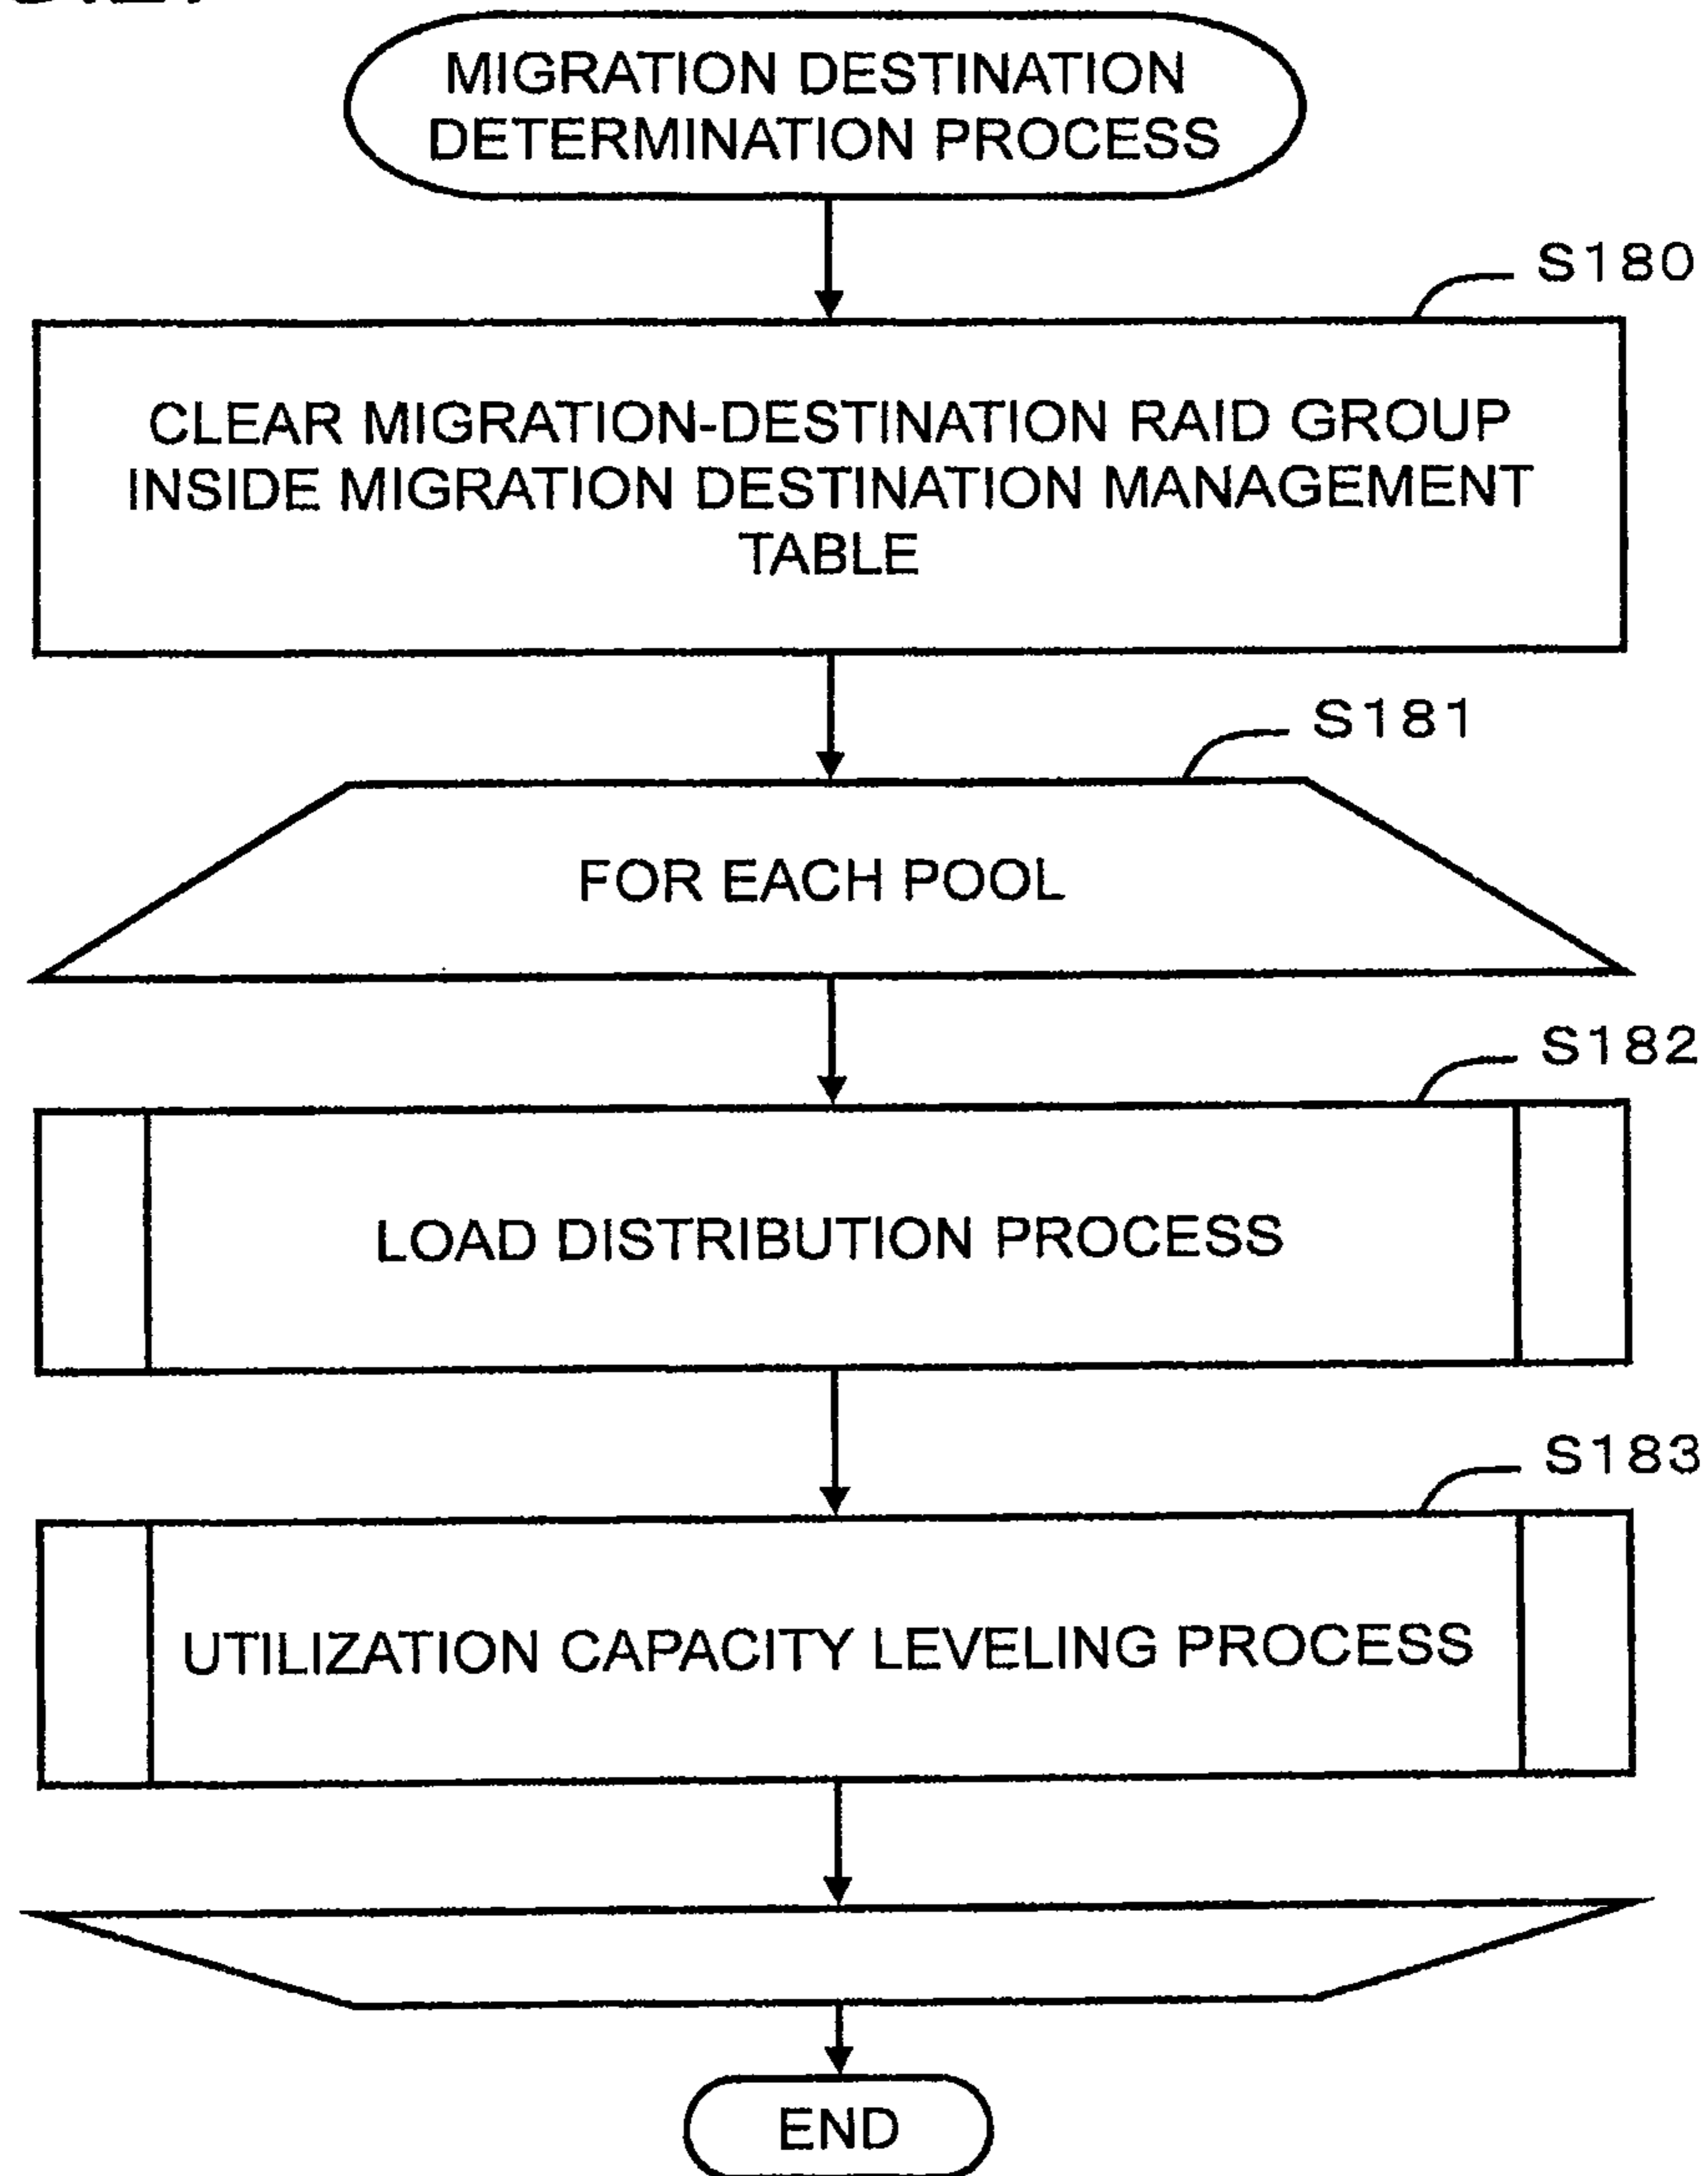 MIGRATION DESTINATION
DETERMINATION PROCESS
S180
CLEAR MIGRATION-DESTINATION RAID GROUP
INSIDE MIGRATION DESTINATION MANAGEMENT
TABLE
S181
FOR EACH POOL
S182
LOAD DISTRIBUTION PROCESS
S183
UTILIZATION CAPACITY LEVELING PROCESS
END